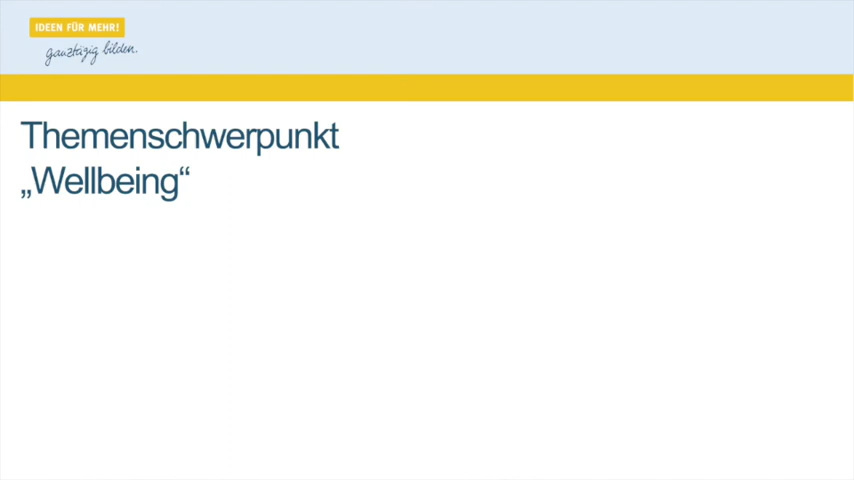 IDEEN FÜR MEHR!
ganztägig bilden.
Themenschwerpunkt
„Wellbeing“